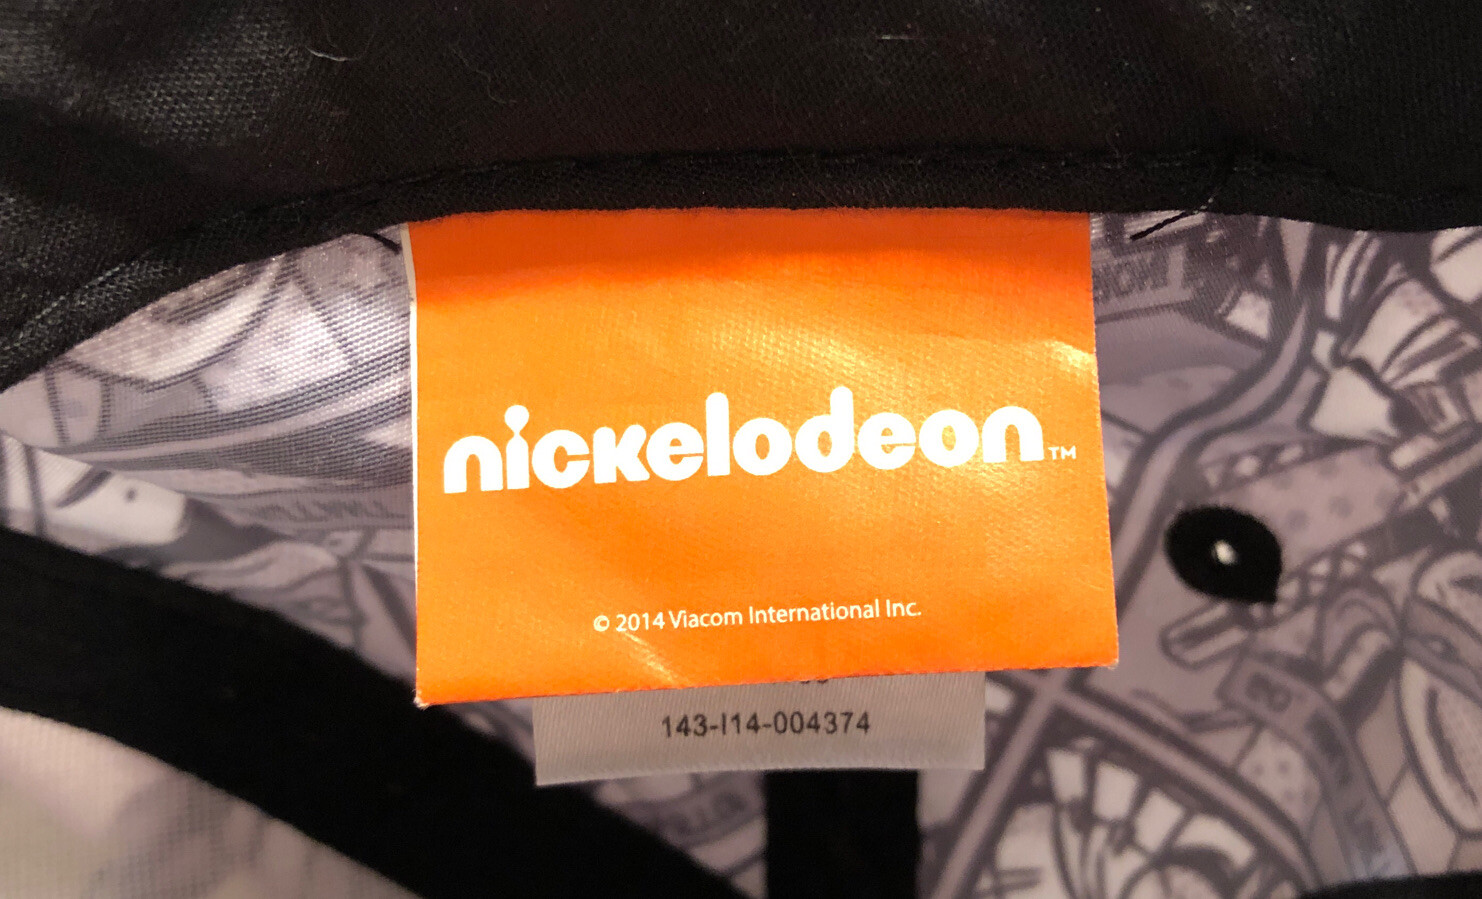 nickelodeon™
© 2014 Viacom International Inc.
143-I14-004374